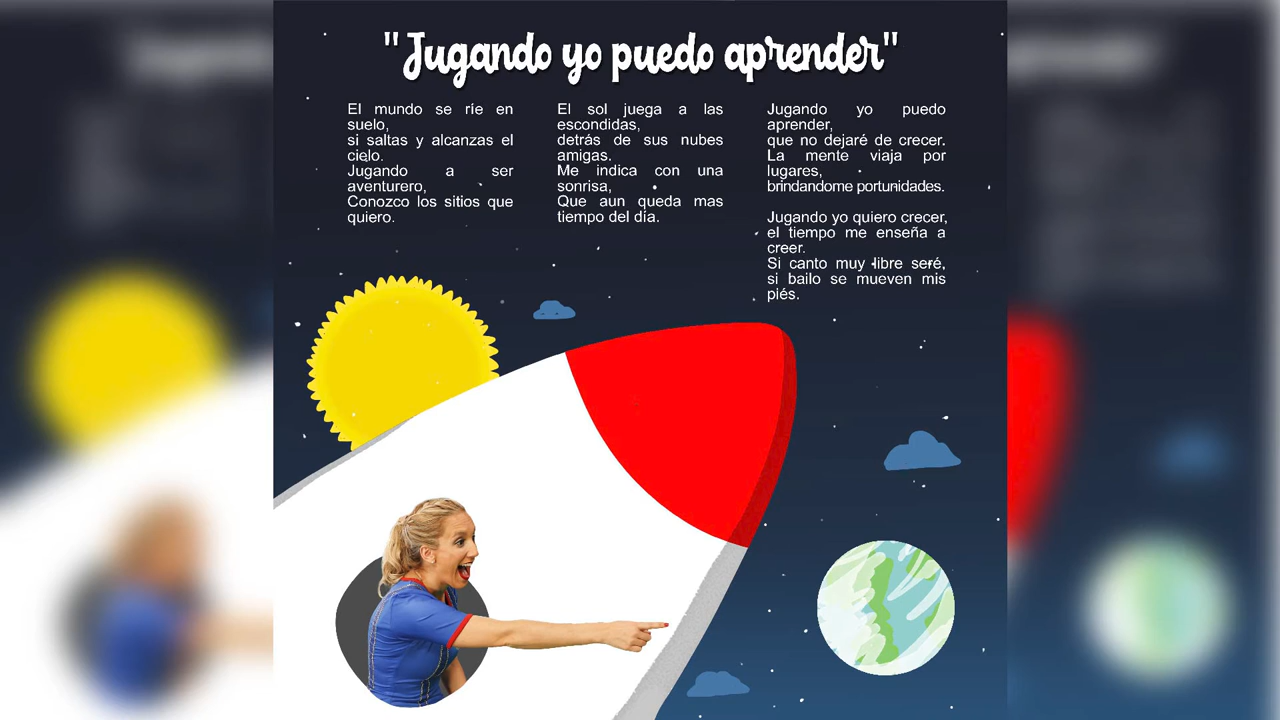 "Jugando yo puedo aprender"
El mundo se ríe en
suelo,
si saltas y alcanzas el
cielo.
Jugando a ser
aventurero,
Conozco los sitios que
quiero.
El sol juega a las
escondidas,
detrás de sus nubes
amigas.
Me indica con una
sonrisa,
Que aun queda mas
tiempo del día.
Jugando yo puedo
aprender,
que no dejaré de crecer.
La mente viaja por
lugares,
brindandome portunidades.
Jugando yo quiero crecer,
el tiempo me enseña a
creer.
Si canto muy libre seré,
si bailo se mueven mis
piés.